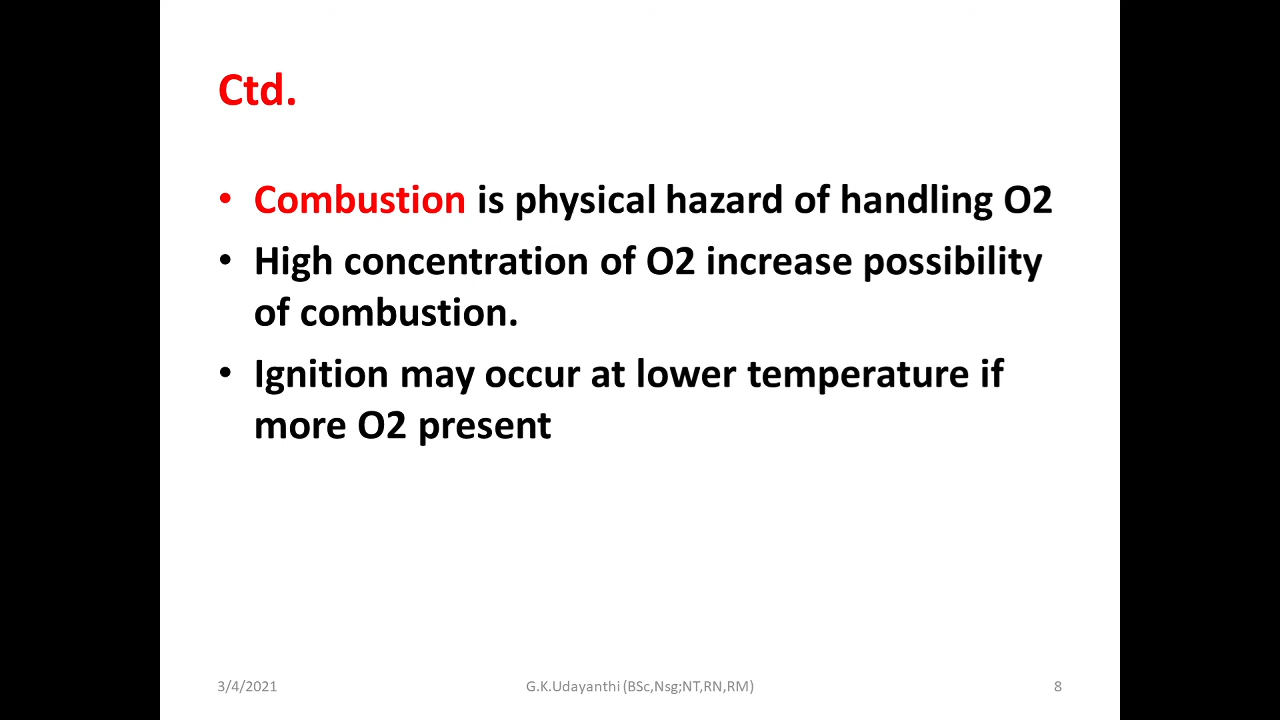 Ctd.
• Combustion is physical hazard of handling O2
• High concentration of O2 increase possibility
of combustion.
• Ignition may occur at lower temperature if
more O2 present
3/4/2021
G.K.Udayanthi (BSc,Nsg;NT,RN,RM)
8